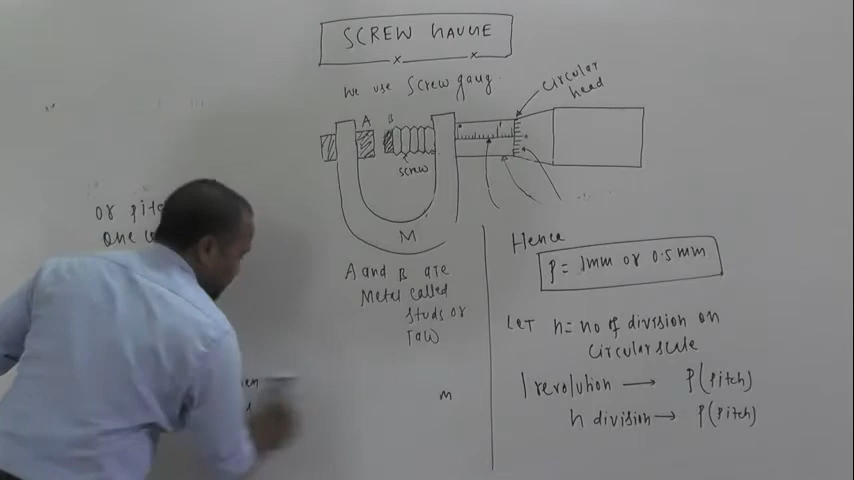 SCREW GAUGE
We use Screw gaug.
Circular
head
A
B
screw
M
or pitc
one
A and B are
Metal called
studs or
Jaw
m
Hence
P = 1mm or 0.5mm
LET n = no of division on
Circular scale
1 revolution → P (Pitch)
n division → P (Pitch)